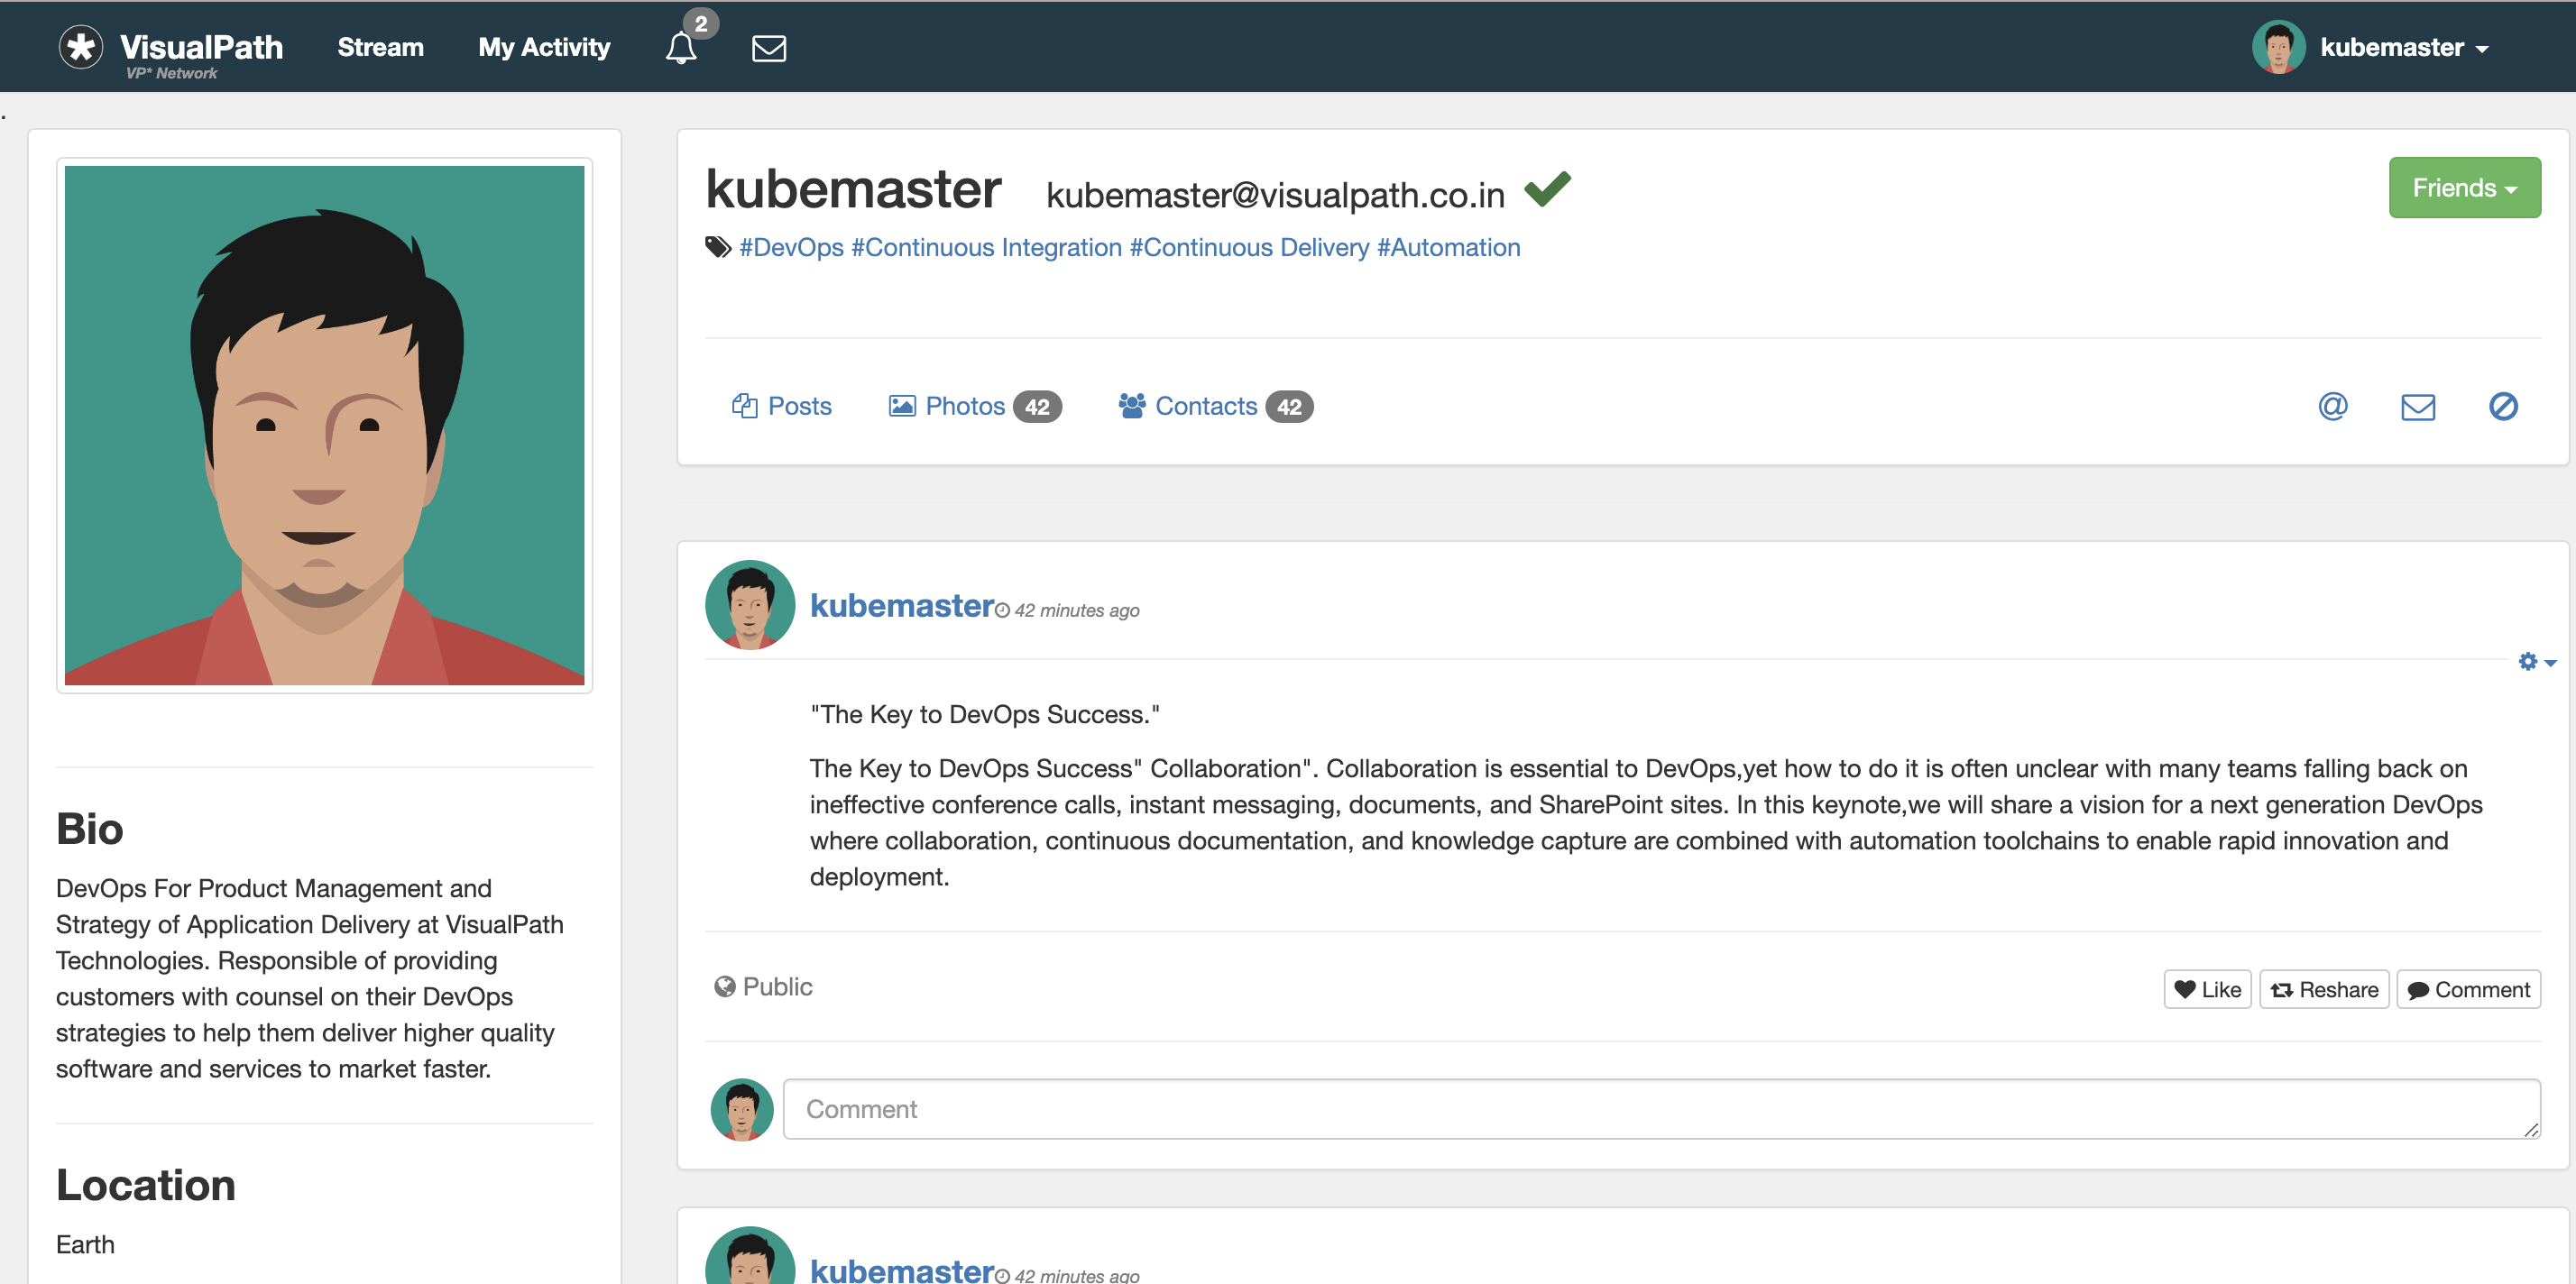 VisualPath
VP* Network
Stream
My Activity
2
kubemaster
.
kubemaster kubemaster@visualpath.co.in
#DevOps #Continuous Integration #Continuous Delivery #Automation
Friends
Posts
Photos 42
Contacts 42
@
kubemaster 42 minutes ago
"The Key to DevOps Success."
The Key to DevOps Success" Collaboration". Collaboration is essential to DevOps,yet how to do it is often unclear with many teams falling back on
ineffective conference calls, instant messaging, documents, and SharePoint sites. In this keynote,we will share a vision for a next generation DevOps
where collaboration, continuous documentation, and knowledge capture are combined with automation toolchains to enable rapid innovation and
deployment.
Public
Like
Reshare
Comment
Comment
kubemaster 42 minutes ago
Bio
DevOps For Product Management and
Strategy of Application Delivery at VisualPath
Technologies. Responsible of providing
customers with counsel on their DevOps
strategies to help them deliver higher quality
software and services to market faster.
Location
Earth